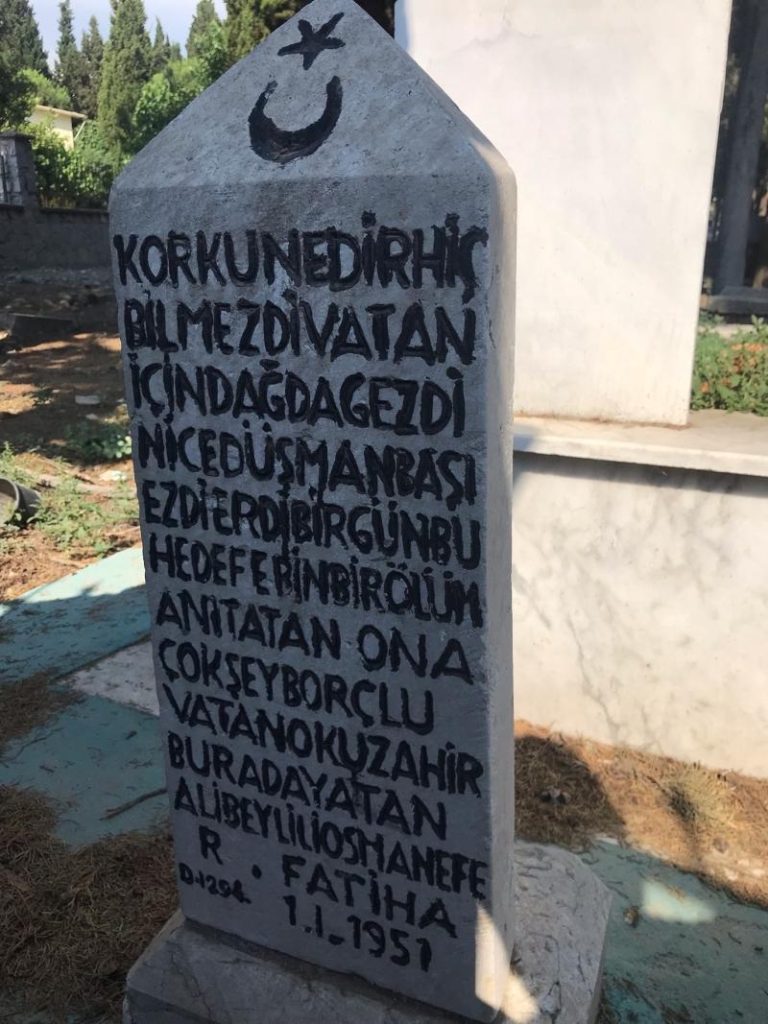 KORKUNEDİRHİÇ
BİLMEZDİVATAN
İÇİNDAĞDAGEZDİ
NİCEDÜŞMANBAŞI
EZDİERDİBİRGÜNBU
HEDEFERİNBİRÖLÜM
ANITATAN ONA
ÇOKŞEYBORÇLU
VATANOKUZAHİR
BURADAYATAN
ALİBEYLİLİOSMANEFE
R . FATİHA
D-1294. 1.1.-1951